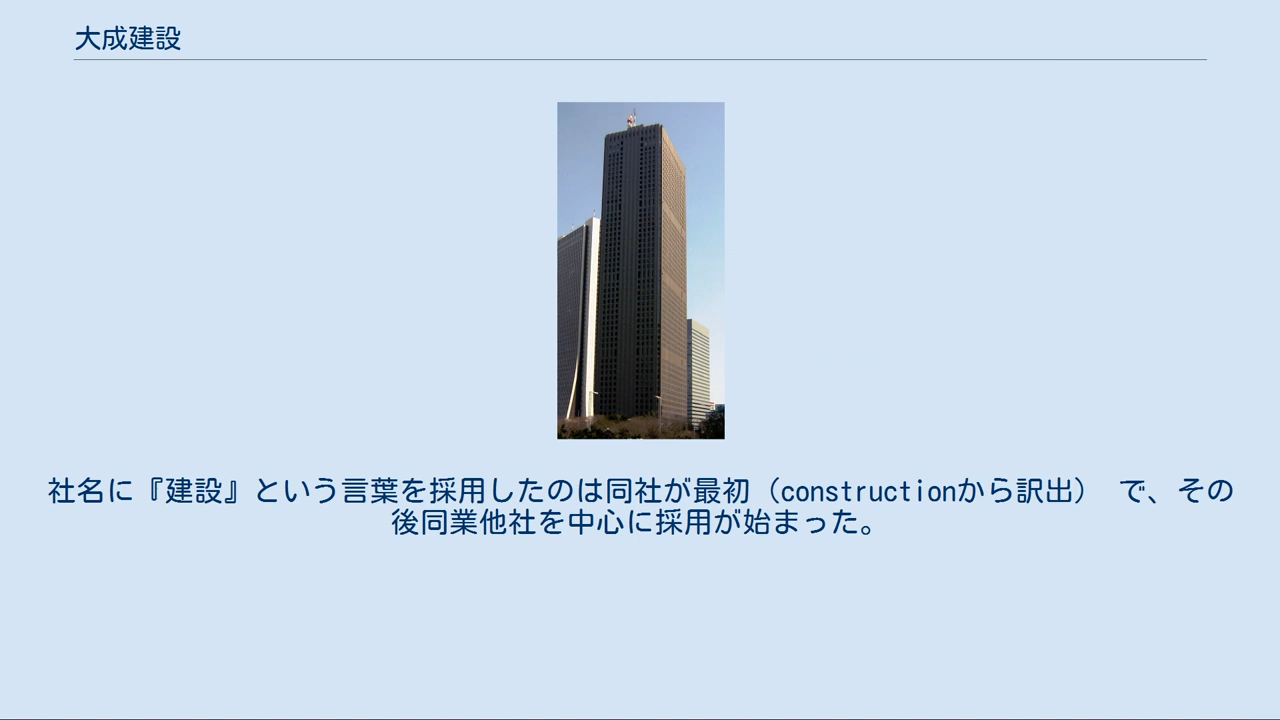 大成建設
社名に『建設』という言葉を採用したのは同社が最初（constructionから訳出） で、その
後同業他社を中心に採用が始まった。